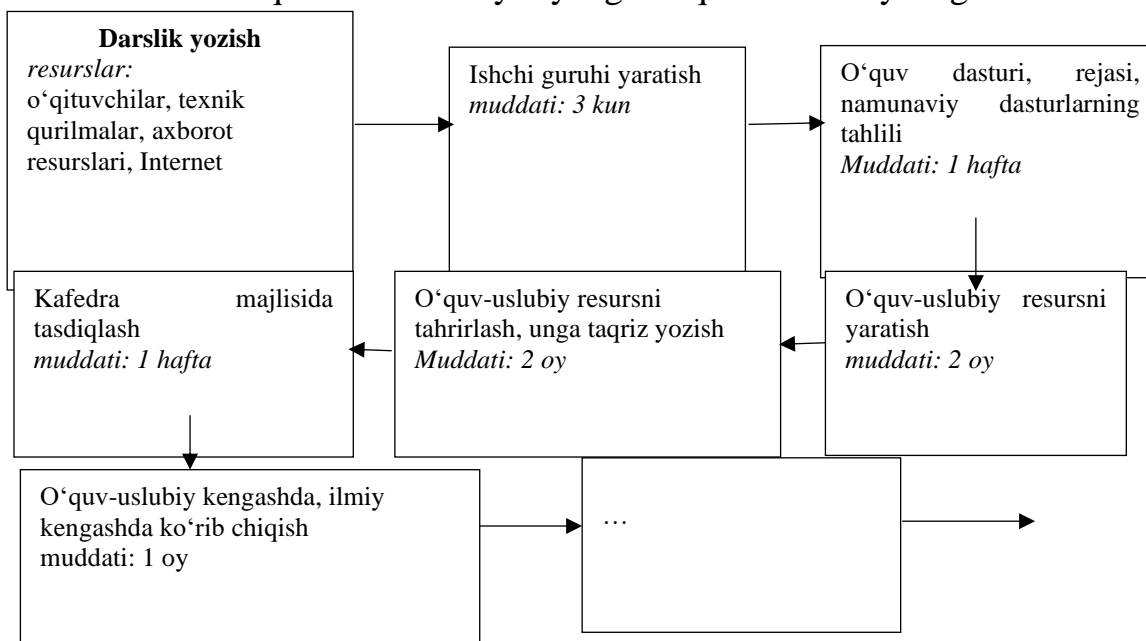 Darslik yozish
resurslar:
o‘qituvchilar, texnik
qurilmalar, axborot
resurslari, Internet
Ishchi guruhi yaratish
muddati: 3 kun
O‘quv dasturi, rejasi,
namunaviy dasturlarning
tahlili
Muddati: 1 hafta
O‘quv-uslubiy resursni
yaratish
muddati: 2 oy
O‘quv-uslubiy resursni
tahrirlash, unga taqriz yozish
Muddati: 2 oy
Kafedra majlisida
tasdiqlash
muddati: 1 hafta
O‘quv-uslubiy kengashda, ilmiy
kengashda ko‘rib chiqish
muddati: 1 oy
…